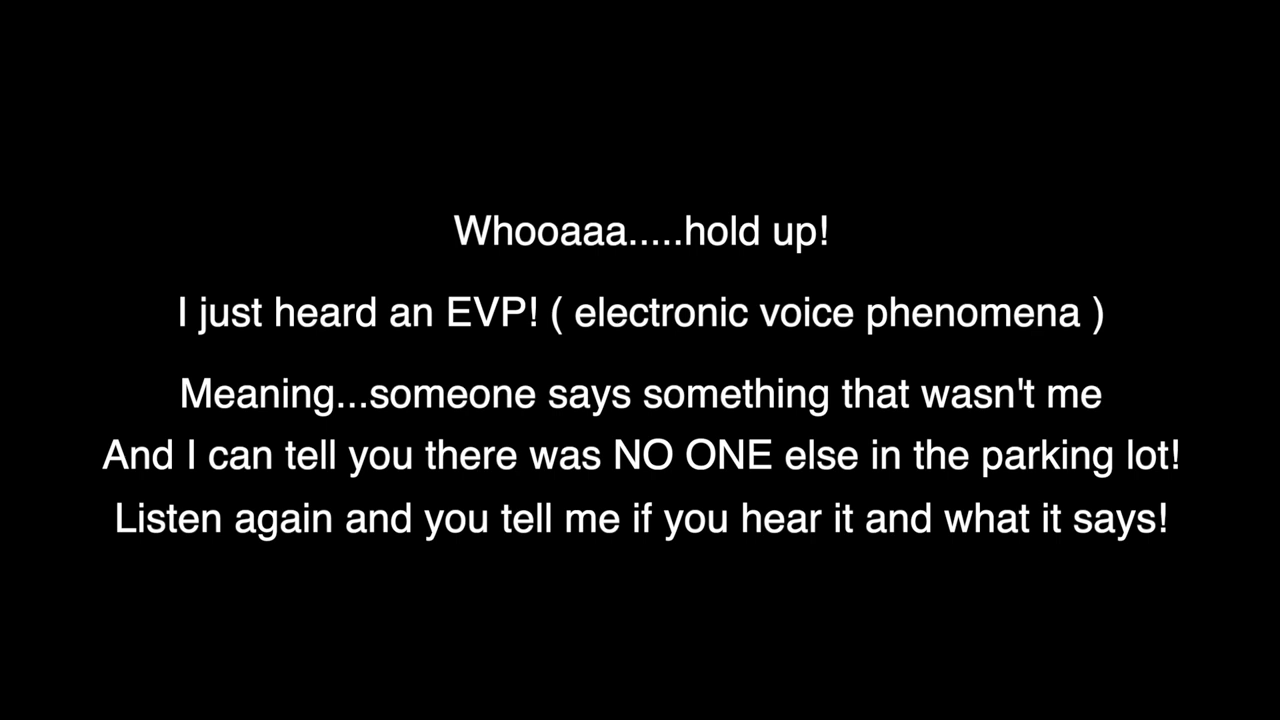 Whooaaa.....hold up!
I just heard an EVP! ( electronic voice phenomena )
Meaning...someone says something that wasn't me
And I can tell you there was NO ONE else in the parking lot!
Listen again and you tell me if you hear it and what it says!